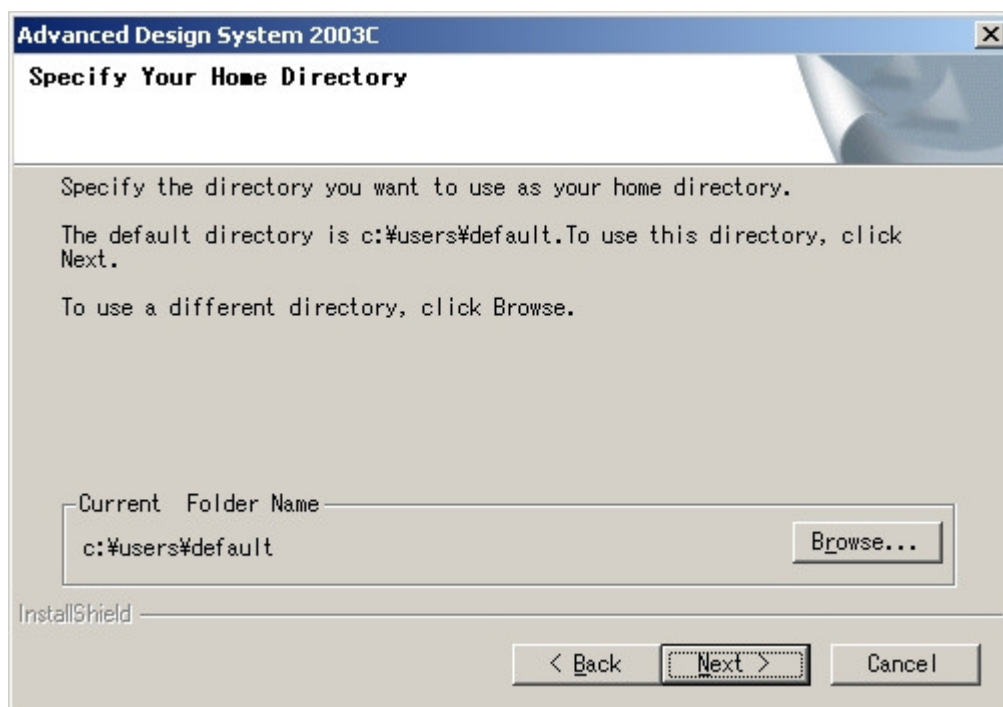 Advanced Design System 2003C
Specify Your Home Directory
Specify the directory you want to use as your home directory.
The default directory is c:¥users¥default.To use this directory, click
Next.
To use a different directory, click Browse.
Current  Folder Name
c:¥users¥default
Browse...
InstallShield
< Back
Next >
Cancel